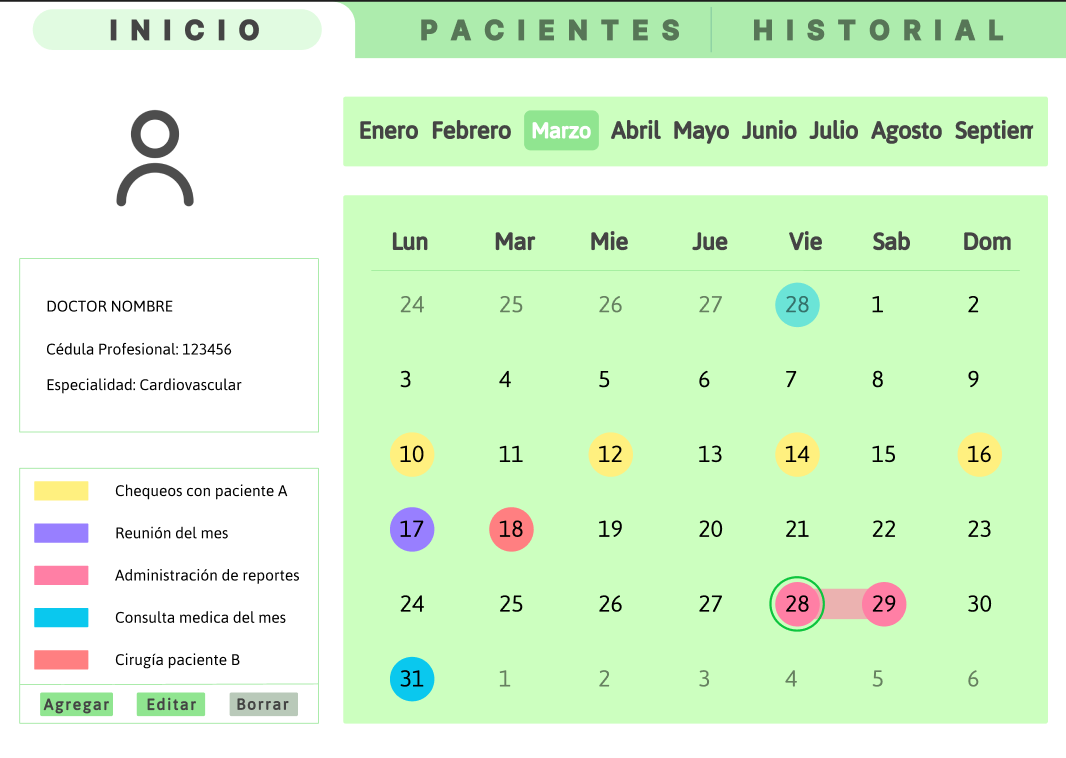 INICIO PACIENTES HISTORIAL
Enero Febrero Marzo Abril Mayo Junio Julio Agosto Septiem
Lun Mar Mie Jue Vie Sab Dom
24 25 26 27 28 1 2
3 4 5 6 7 8 9
10 11 12 13 14 15 16
17 18 19 20 21 22 23
24 25 26 27 28 29 30
31 1 2 3 4 5 6
DOCTOR NOMBRE
Cédula Profesional: 123456
Especialidad: Cardiovascular
Chequeos con paciente A
Reunión del mes
Administración de reportes
Consulta medica del mes
Cirugía paciente B
Agregar Editar Borrar